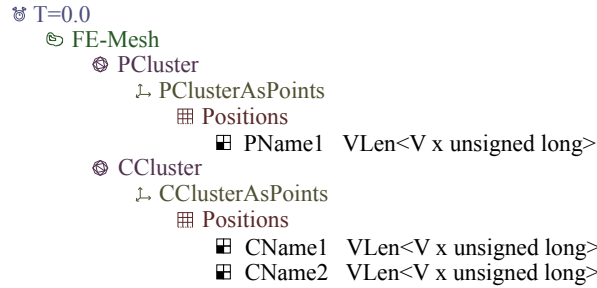 T=0.0
FE-Mesh
PCluster
PClusterAsPoints
Positions
PName1 VLen<V x unsigned long>
CCluster
CClusterAsPoints
Positions
CName1 VLen<V x unsigned long>
CName2 VLen<V x unsigned long>